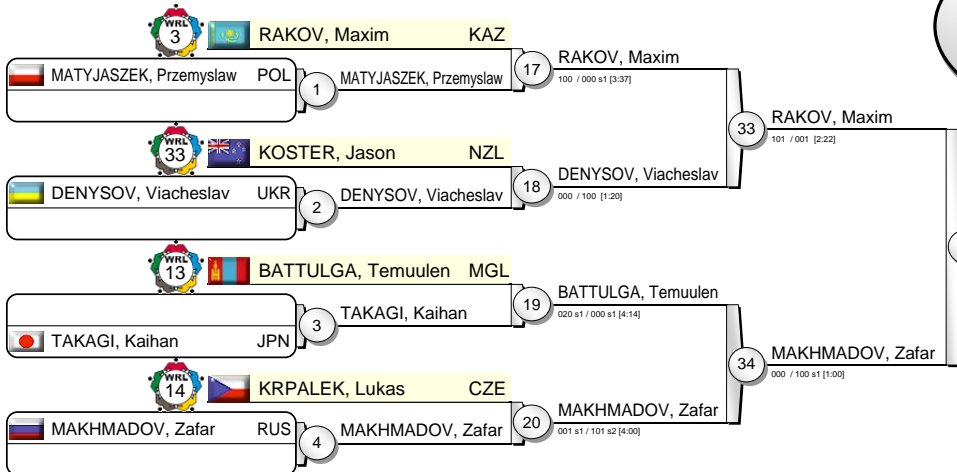 WRL
3
RAKOV, Maxim KAZ
MATYJASZEK, Przemyslaw POL
1
MATYJASZEK, Przemyslaw
17
RAKOV, Maxim
100 / 000 s1 [3:37]
WRL
33
KOSTER, Jason NZL
DENYSOV, Viacheslav UKR
2
DENYSOV, Viacheslav
18
DENYSOV, Viacheslav
000 / 100 [1:20]
33
RAKOV, Maxim
101 / 001 [2:22]
WRL
13
BATTULGA, Temuulen MGL
TAKAGI, Kaihan JPN
3
TAKAGI, Kaihan
19
BATTULGA, Temuulen
020 s1 / 000 s1 [4:14]
WRL
14
KRPALEK, Lukas CZE
MAKHMADOV, Zafar RUS
4
MAKHMADOV, Zafar
20
MAKHMADOV, Zafar
001 s1 / 101 s2 [4:00]
34
MAKHMADOV, Zafar
000 / 100 s1 [1:00]